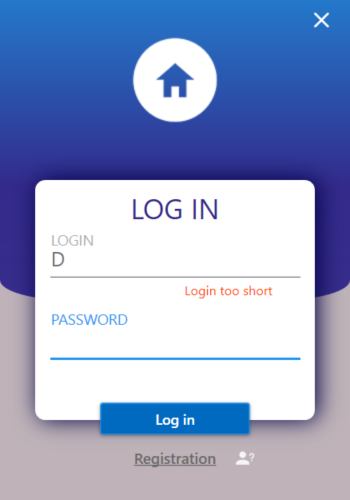 LOG IN
LOGIN
D
Login too short
PASSWORD
Log in
Registration